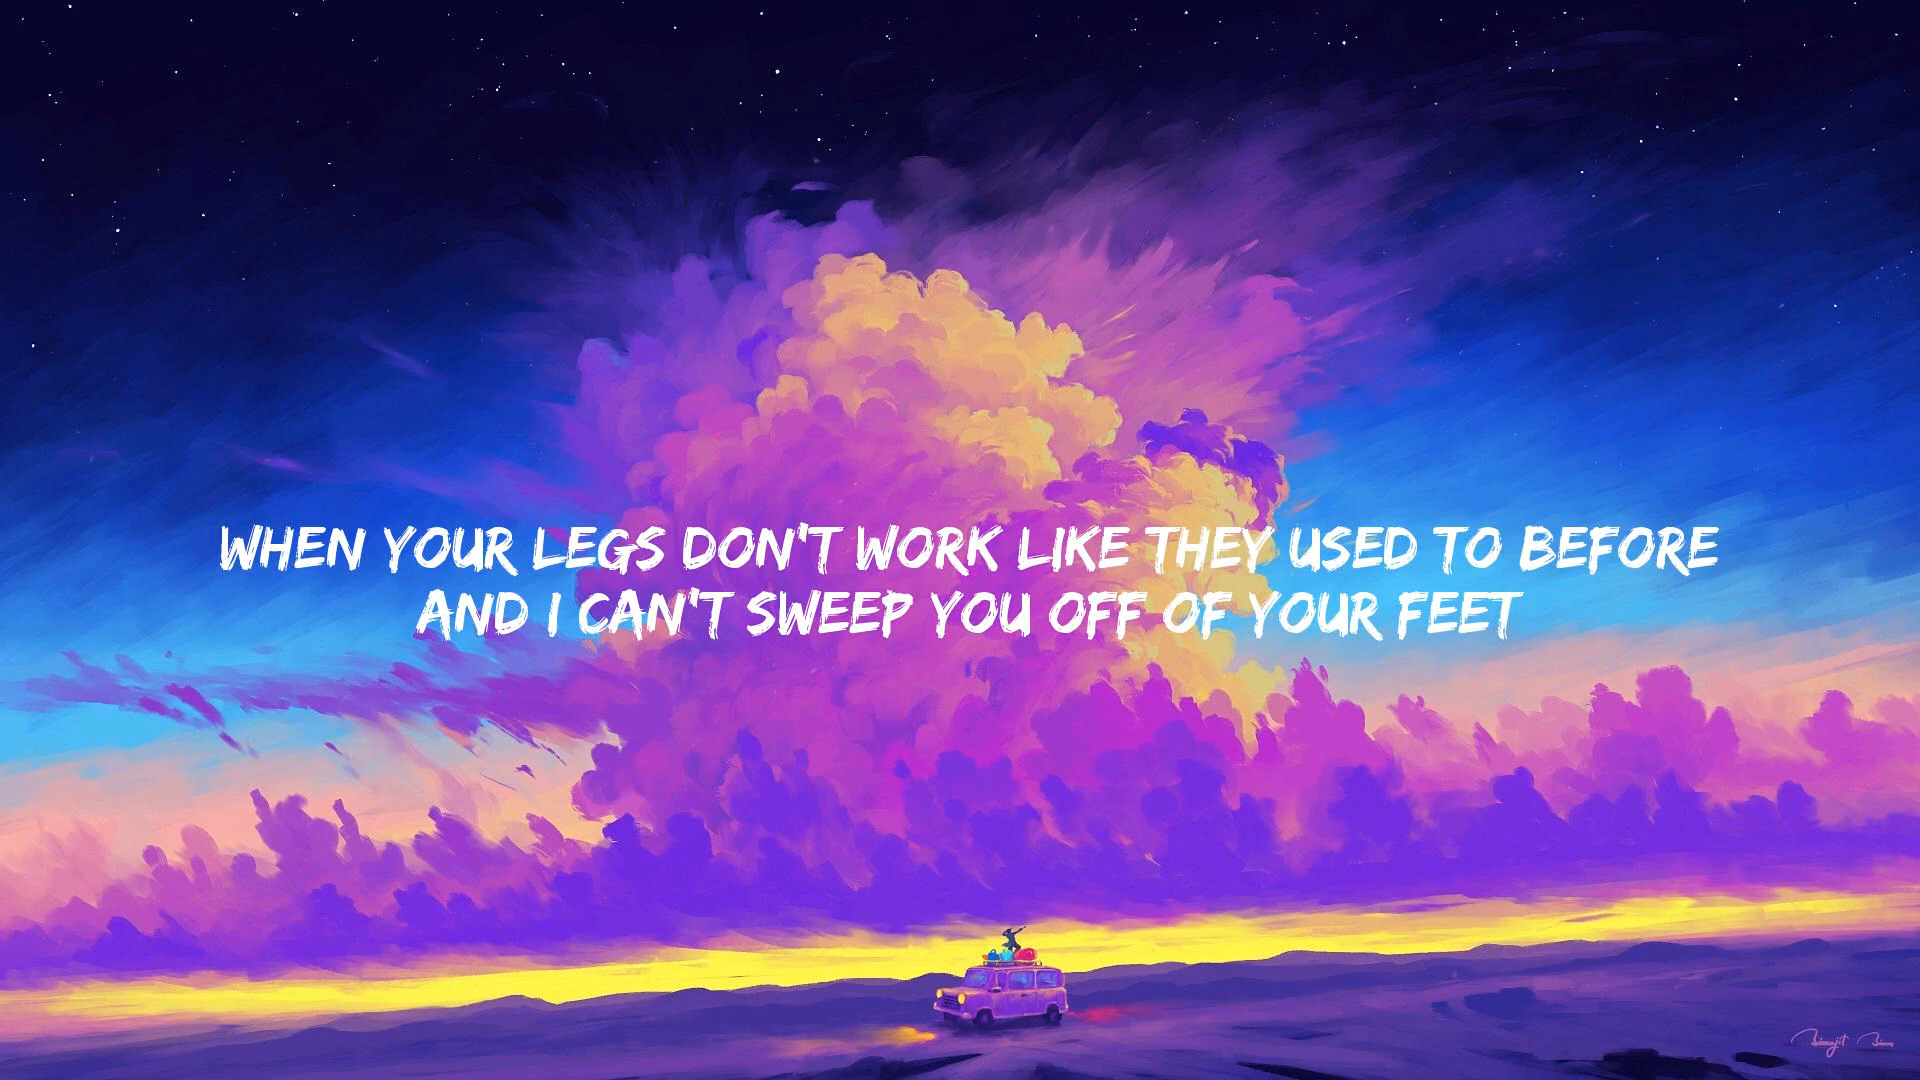 WHEN YOUR LEGS DON'T WORK LIKE THEY USED TO BEFORE
AND I CAN'T SWEEP YOU OFF OF YOUR FEET